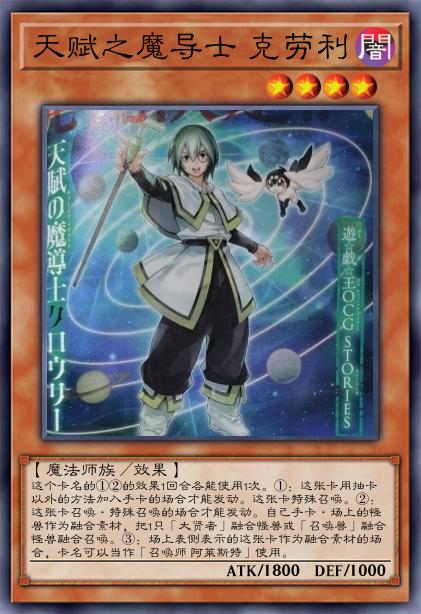 天赋之魔导士 克劳利
闇
天賦の魔導士クロウリー
遊☆戯☆王OCG STORIES
【魔法师族／效果】
这个卡名的①②的效果1回合各能使用1次。①：这张卡用抽卡
以外的方法加入手卡的场合才能发动。这张卡特殊召唤。②：
这张卡召唤·特殊召唤的场合才能发动。自己手卡·场上的怪
兽作为融合素材，把1只「大贤者」融合怪兽或「召唤兽」融合
怪兽融合召唤。③：场上表侧表示的这张卡作为融合素材的场
合，卡名可以当作「召唤师 阿莱斯特」使用。
ATK/1800 DEF/1000